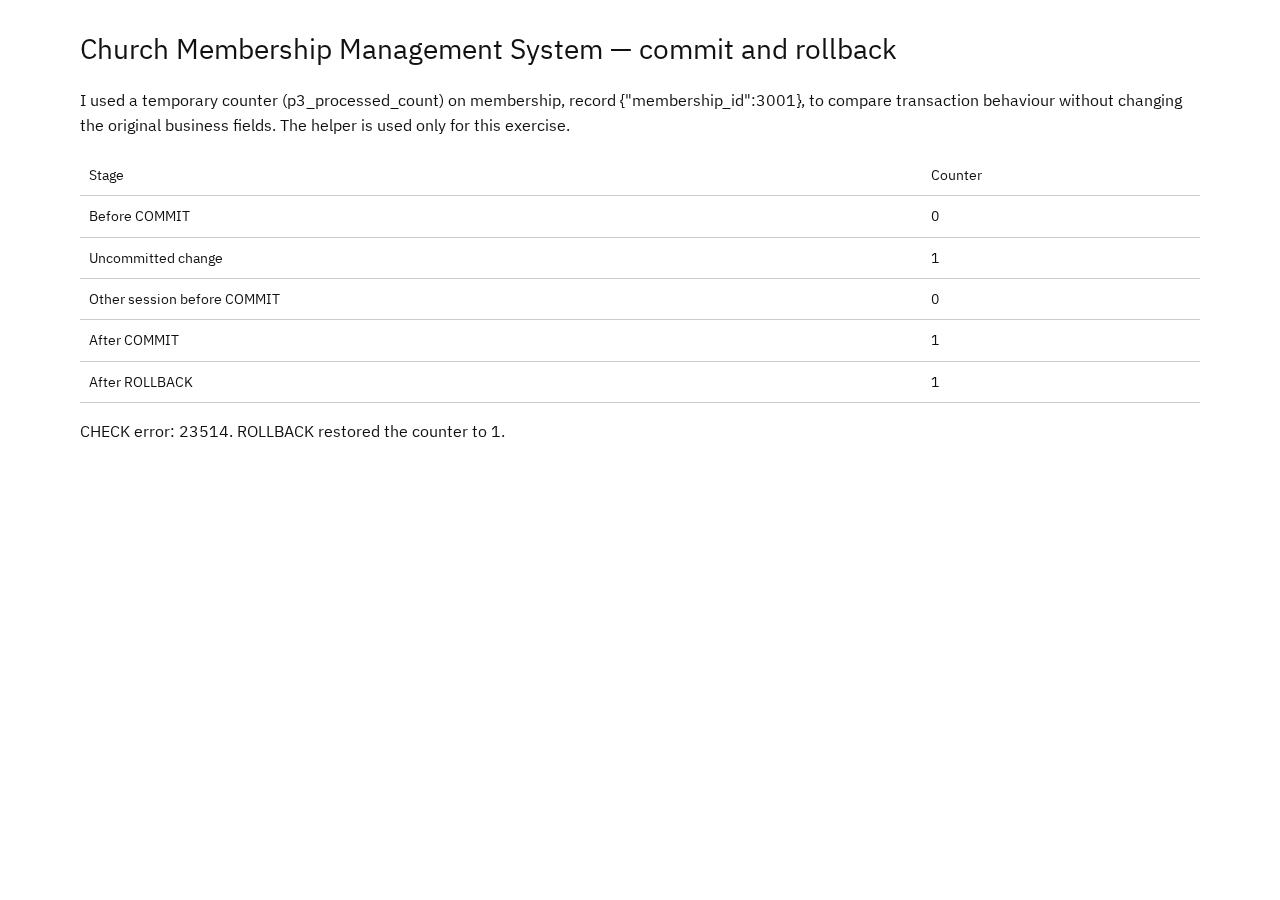 Church Membership Management System — commit and rollback
I used a temporary counter (p3_processed_count) on membership, record {"membership_id":3001}, to compare transaction behaviour without changing
the original business fields. The helper is used only for this exercise.
Stage Counter
Before COMMIT 0
Uncommitted change 1
Other session before COMMIT 0
After COMMIT 1
After ROLLBACK 1
CHECK error: 23514. ROLLBACK restored the counter to 1.